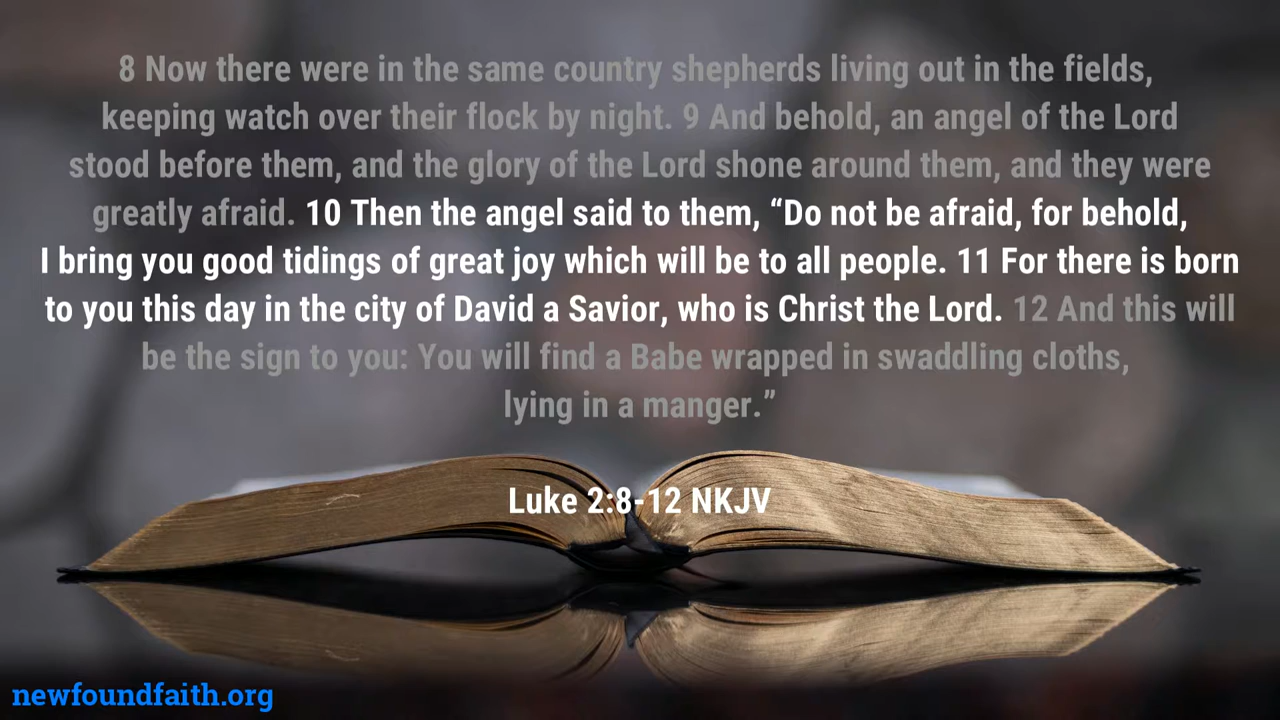 8 Now there were in the same country shepherds living out in the fields,
keeping watch over their flock by night. 9 And behold, an angel of the Lord
stood before them, and the glory of the Lord shone around them, and they were
greatly afraid. 10 Then the angel said to them, “Do not be afraid, for behold,
I bring you good tidings of great joy which will be to all people. 11 For there is born
to you this day in the city of David a Savior, who is Christ the Lord. 12 And this will
be the sign to you: You will find a Babe wrapped in swaddling cloths,
lying in a manger.”
Luke 2:8-12 NKJV
newfoundfaith.org